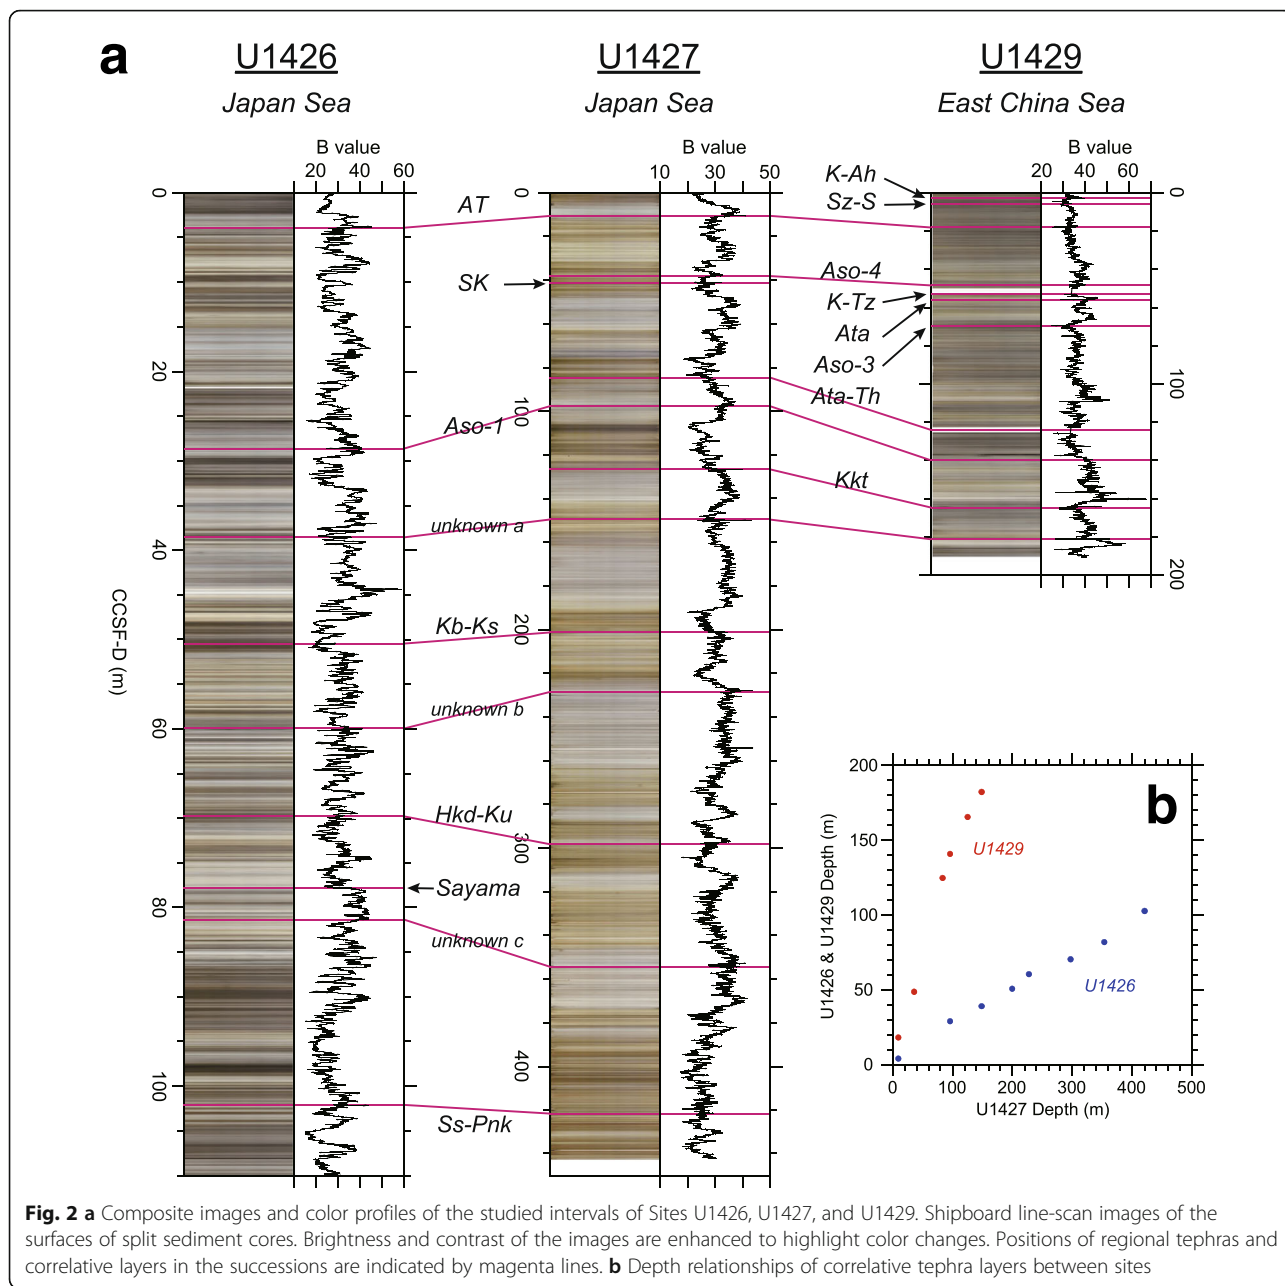 a
U1426
U1427
U1429
Japan Sea
Japan Sea
East China Sea
B value
B value
B value
20 40 60
10 30 50
20 40 60
0
20
40
60
80
100
CCSF-D (m)
0
100
200
300
400
0
100
200
AT
SK
Aso-1
unknown a
Kb-Ks
unknown b
Hkd-Ku
Sayama
unknown c
Ss-Pnk
K-Ah
Sz-S
Aso-4
K-Tz
Ata
Aso-3
Ata-Th
Kkt
b
U1426 & U1429 Depth (m)
200
150
100
50
0
U1429
U1426
0 100 200 300 400 500
U1427 Depth (m)
Fig. 2 a Composite images and color profiles of the studied intervals of Sites U1426, U1427, and U1429. Shipboard line-scan images of the
surfaces of split sediment cores. Brightness and contrast of the images are enhanced to highlight color changes. Positions of regional tephras and
correlative layers in the successions are indicated by magenta lines. b Depth relationships of correlative tephra layers between sites